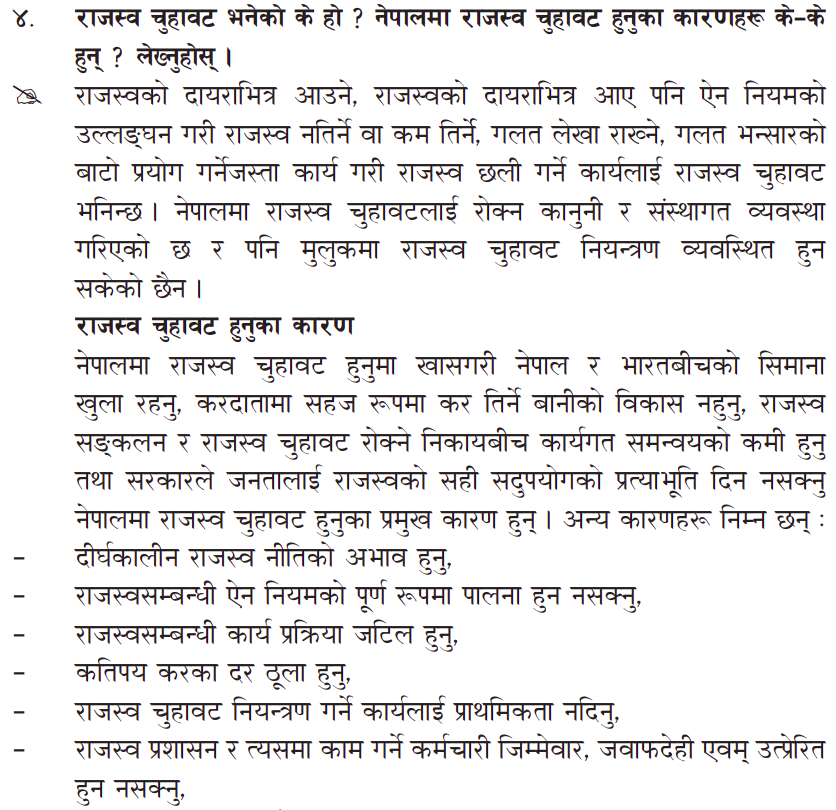 ४. राजस्व चुहावट भनेको के हो ? नेपालमा राजस्व चुहावट हुनुका कारणहरू के–के
हुन् ? लेख्नुहोस् ।
राजस्वको दायराभित्र आउने, राजस्वको दायराभित्र आए पनि ऐन नियमको
उल्लङ्घन गरी राजस्व नतिर्ने वा कम तिर्ने, गलत लेखा राख्ने, गलत भन्सारको
बाटो प्रयोग गर्नेजस्ता कार्य गरी राजस्व छली गर्ने कार्यलाई राजस्व चुहावट
भनिन्छ । नेपालमा राजस्व चुहावटलाई रोक्न कानुनी र संस्थागत व्यवस्था
गरिएको छ र पनि मुलुकमा राजस्व चुहावट नियन्त्रण व्यवस्थित हुन
सकेको छैन ।
राजस्व चुहावट हुनुका कारण
नेपालमा राजस्व चुहावट हुनुमा खासगरी नेपाल र भारतबीचको सिमाना
खुला रहनु, करदातामा सहज रूपमा कर तिर्ने बानीको विकास नहुनु, राजस्व
सङ्कलन र राजस्व चुहावट रोक्ने निकायबीच कार्यगत समन्वयको कमी हुनु
तथा सरकारले जनतालाई राजस्वको सही सदुपयोगको प्रत्याभूति दिन नसक्नु
नेपालमा राजस्व चुहावट हुनुका प्रमुख कारण हुन् । अन्य कारणहरू निम्न छन् :
– दीर्घकालीन राजस्व नीतिको अभाव हुनु,
– राजस्वसम्बन्धी ऐन नियमको पूर्ण रूपमा पालना हुन नसक्नु,
– राजस्वसम्बन्धी कार्य प्रक्रिया जटिल हुनु,
– कतिपय करका दर ठूला हुनु,
– राजस्व चुहावट नियन्त्रण गर्ने कार्यलाई प्राथमिकता नदिनु,
– राजस्व प्रशासन र त्यसमा काम गर्ने कर्मचारी जिम्मेवार, जवाफदेही एवम् उत्प्रेरित
हुन नसक्नु,